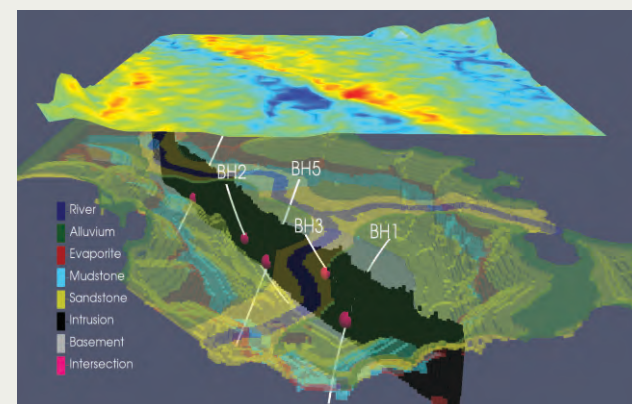 BH2
BH5
BH3
BH1
River
Alluvium
Evaporite
Mudstone
Sandstone
Intrusion
Basement
Intersection